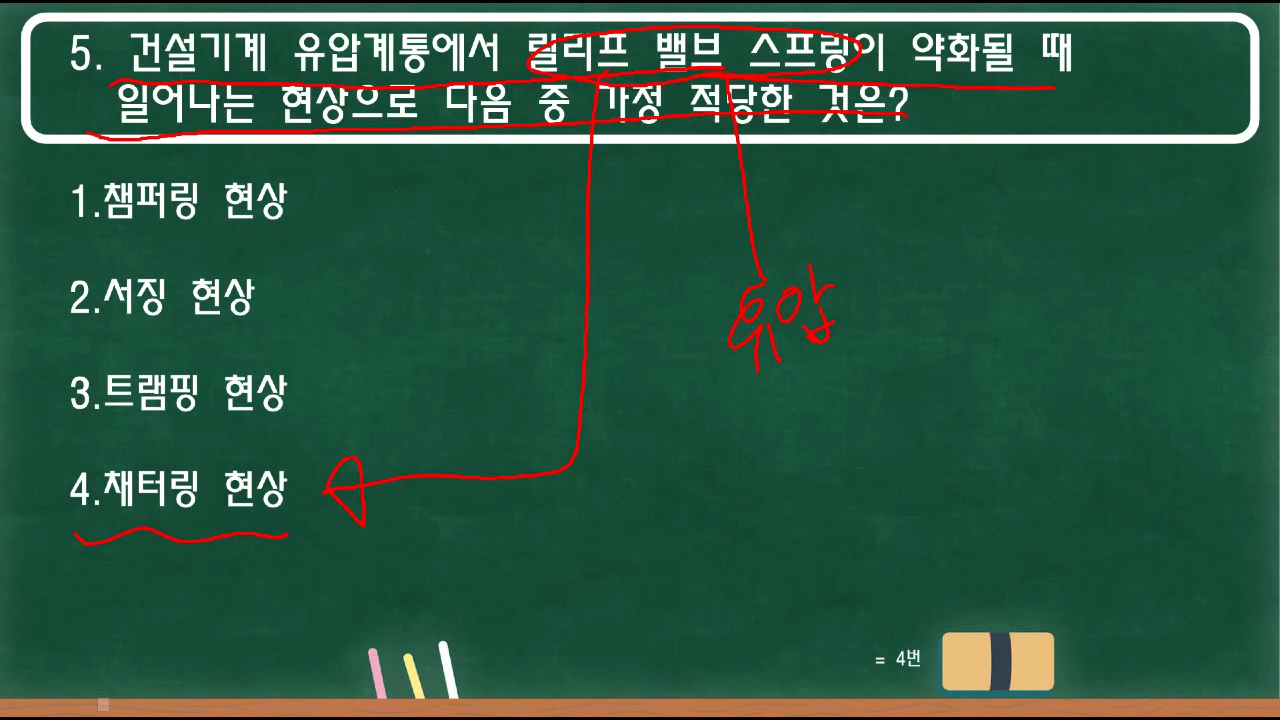 5. 건설기계 유압계통에서 릴리프 밸브 스프링이 약화될 때
일어나는 현상으로 다음 중 가정 적당한 것은?
1.챔퍼링 현상
2.서징 현상
유압
3.트램핑 현상
4.채터링 현상
= 4번